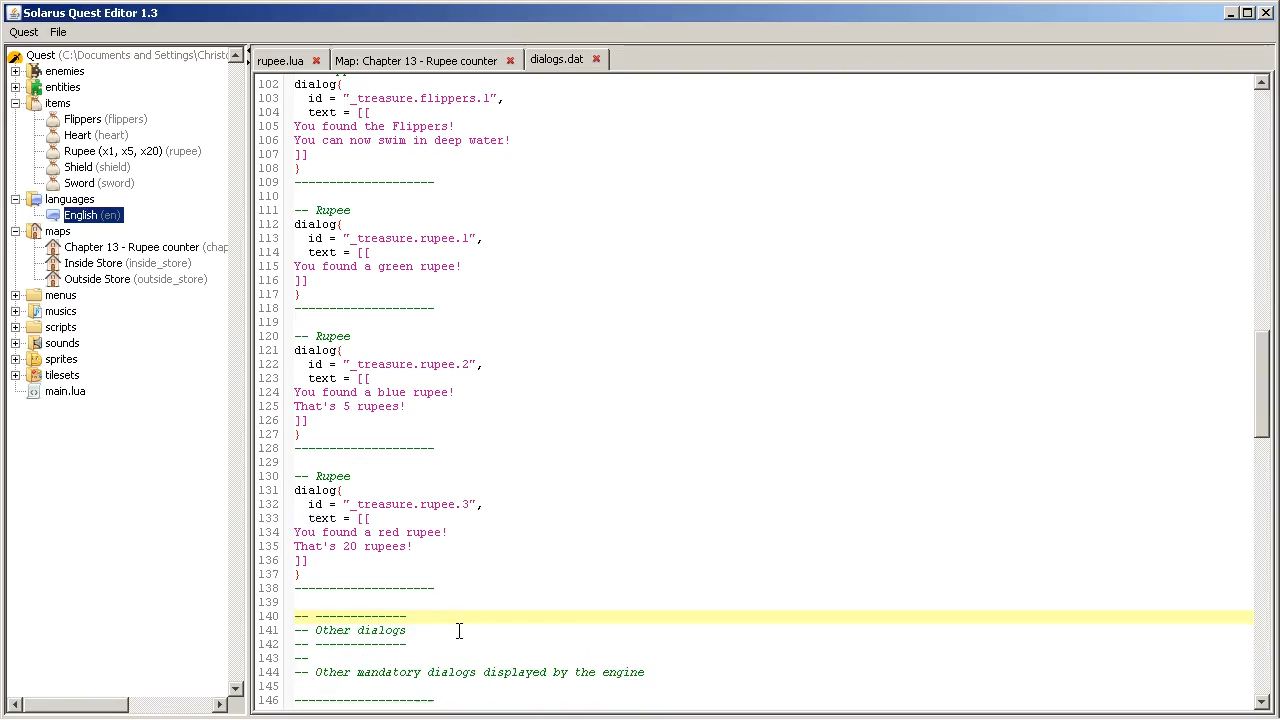 Solarus Quest Editor 1.3
Quest File
Quest (C:\Documents and Settings\Christ
enemies
entities
items
Flippers (flippers)
Heart (heart)
Rupee (x1, x5, x20) (rupee)
Shield (shield)
Sword (sword)
languages
English (en)
maps
Chapter 13 - Rupee counter (chap
Inside Store (inside_store)
Outside Store (outside_store)
menus
musics
scripts
sounds
sprites
tilesets
main.lua
rupee.lua Map: Chapter 13 - Rupee counter dialogs.dat
102 dialog{
103 id = "_treasure.flippers.1",
104 text = [[
105 You found the Flippers!
106 You can now swim in deep water!
107 ]]
108 }
109 --------------------
110
111 -- Rupee
112 dialog{
113 id = "_treasure.rupee.1",
114 text = [[
115 You found a green rupee!
116 ]]
117 }
118 --------------------
119
120 -- Rupee
121 dialog{
122 id = "_treasure.rupee.2",
123 text = [[
124 You found a blue rupee!
125 That's 5 rupees!
126 ]]
127 }
128 --------------------
129
130 -- Rupee
131 dialog{
132 id = "_treasure.rupee.3",
133 text = [[
134 You found a red rupee!
135 That's 20 rupees!
136 ]]
137 }
138 --------------------
139
140 -- -------------
141 -- Other dialogs
142 -- -------------
143 --
144 -- Other mandatory dialogs displayed by the engine
145
146 --------------------